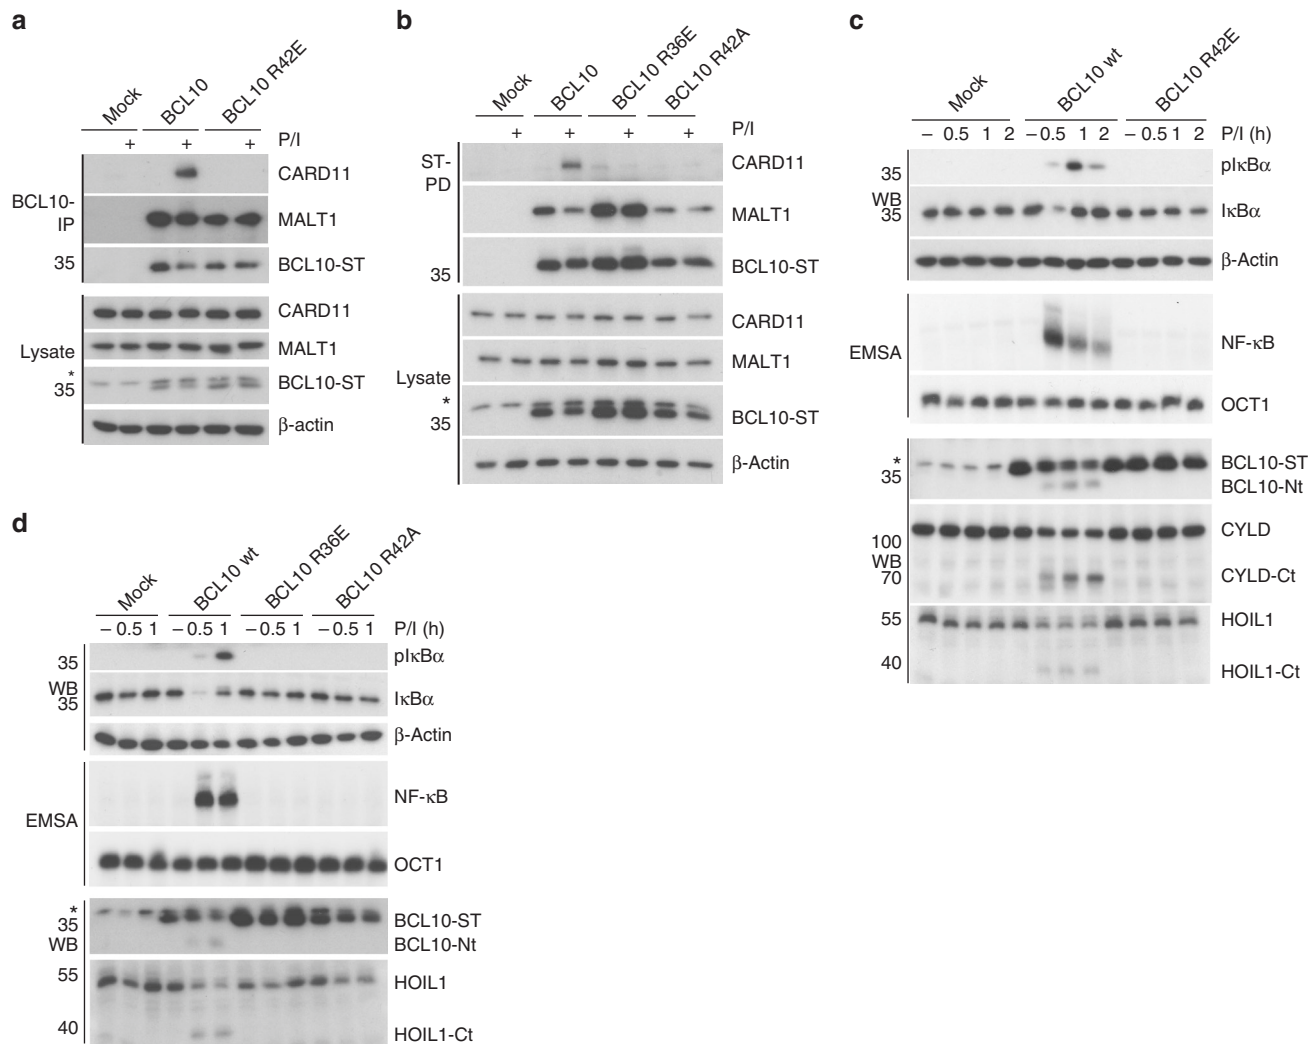 a
Mock
BCL10
BCL10 R42E
+ + + P/I
BCL10-
IP
35
CARD11
MALT1
BCL10-ST
Lysate
*
35
CARD11
MALT1
BCL10-ST
β-actin
b
Mock
BCL10
BCL10 R36E
BCL10 R42A
+ + + + P/I
ST-
PD
35
CARD11
MALT1
BCL10-ST
Lysate
*
35
CARD11
MALT1
BCL10-ST
β-Actin
c
Mock
BCL10 wt
BCL10 R42E
– 0.5 1 2 – 0.5 1 2 – 0.5 1 2 P/I (h)
35
WB
35
pIκBα
IκBα
β-Actin
EMSA
NF-κB
OCT1
*
35
BCL10-ST
BCL10-Nt
100
WB
70
CYLD
CYLD-Ct
55
40
HOIL1
HOIL1-Ct
d
Mock
BCL10 wt
BCL10 R36E
BCL10 R42A
– 0.5 1 – 0.5 1 – 0.5 1 – 0.5 1 P/I (h)
35
WB
35
pIκBα
IκBα
β-Actin
EMSA
NF-κB
OCT1
*
35
WB
BCL10-ST
BCL10-Nt
55
40
HOIL1
HOIL1-Ct